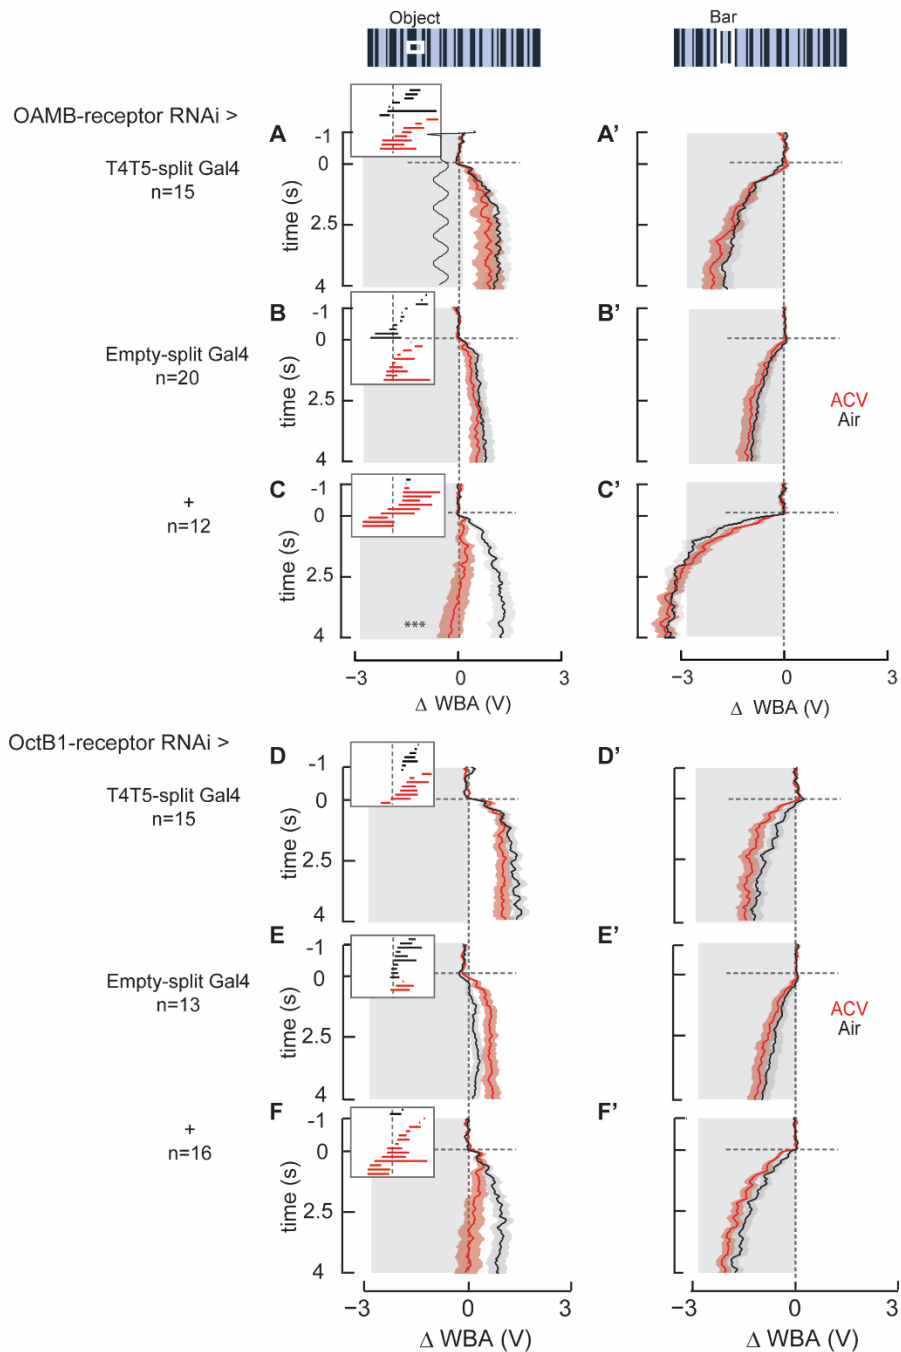 Object
Bar
OAMB-receptor RNAi >
A
A’
T4T5-split Gal4
n=15
time (s)
-1
0
2.5
4
B
B’
Empty-split Gal4
n=20
time (s)
-1
0
2.5
4
ACV
Air
C
C’
+
n=12
time (s)
-1
0
2.5
4
***
−3 0 3
Δ WBA (V)
−3 0 3
Δ WBA (V)
OctB1-receptor RNAi >
D
D’
T4T5-split Gal4
n=15
time (s)
-1
0
2.5
4
E
E’
Empty-split Gal4
n=13
time (s)
-1
0
2.5
4
ACV
Air
F
F’
+
n=16
time (s)
-1
0
2.5
4
−3 0 3
Δ WBA (V)
−3 0 3
Δ WBA (V)